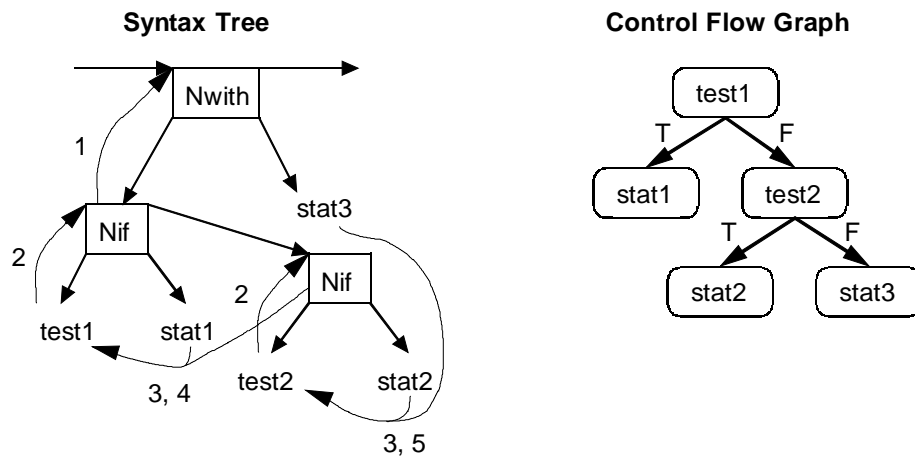 Syntax Tree
Nwith
1
Nif
stat3
2
Nif
2
test1
stat1
3, 4
test2
stat2
3, 5
Control Flow Graph
test1
T
F
stat1
test2
T
F
stat2
stat3